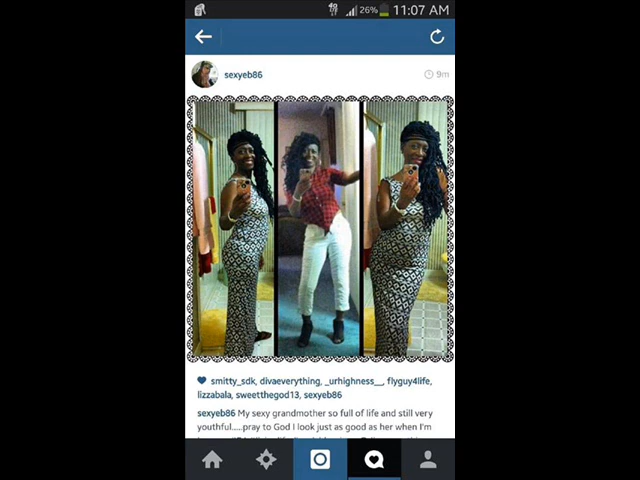 26% 11:07 AM
sexyeb86
9m
smitty_sdk, divaeverything, _urhighness__, flyguy4life,
lizzabala, sweetthegod13, sexyeb86
sexyeb86 My sexy grandmother so full of life and still very
youthful.....pray to God I look just as good as her when I'm